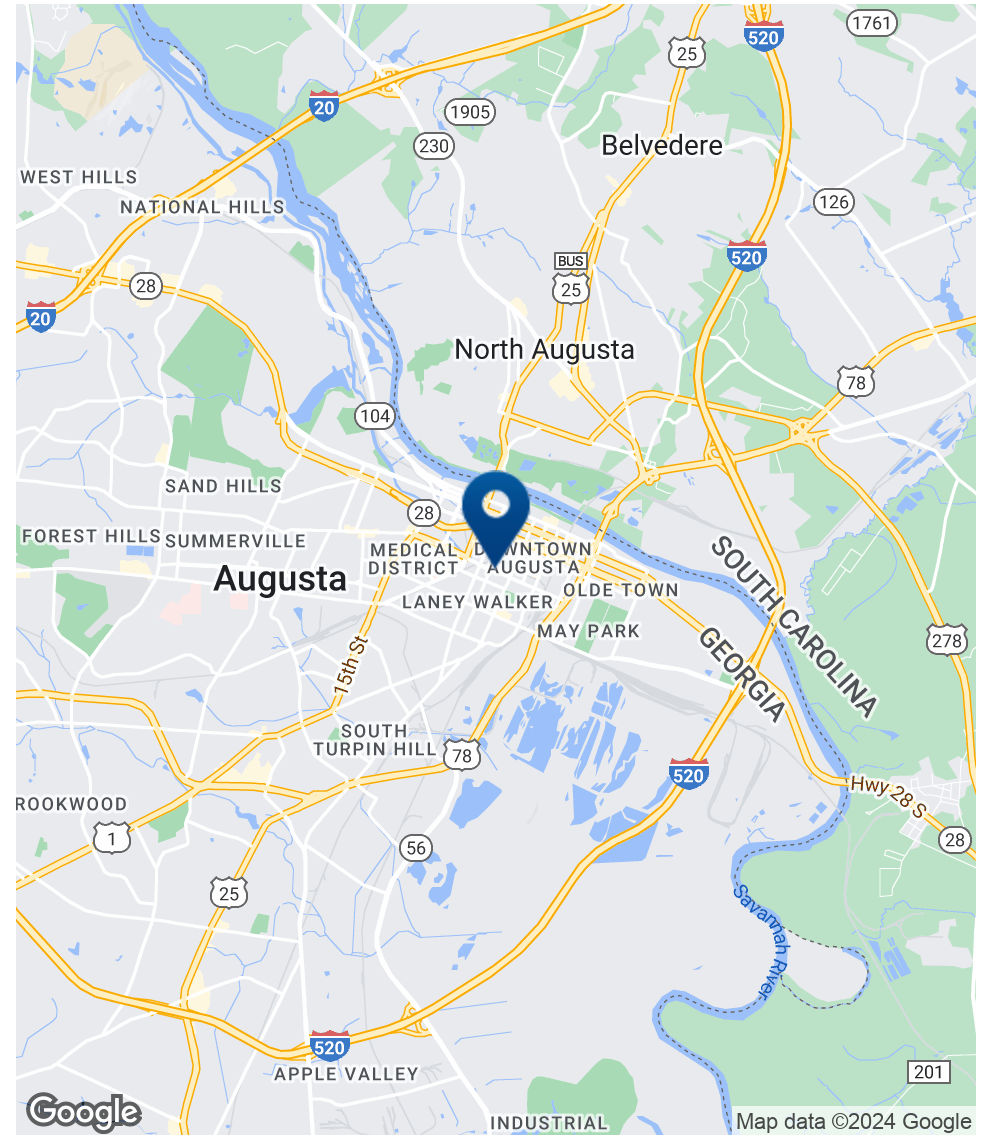 1761
520
25
20
1905
230
Belvedere
WEST HILLS
126
NATIONAL HILLS
520
BUS
25
28
20
North Augusta
78
104
SAND HILLS
28
FOREST HILLS
SUMMERVILLE
MEDICAL
DISTRICT
DOWNTOWN
AUGUSTA
Augusta
OLDE TOWN
LANEY WALKER
MAY PARK
SOUTH CAROLINA
GEORGIA
278
15th St
SOUTH
TURPIN HILL
78
520
Hwy 28 S
ROOKWOOD
1
56
28
25
Savannah River
520
APPLE VALLEY
201
Google
INDUSTRIAL
Map data ©2024 Google